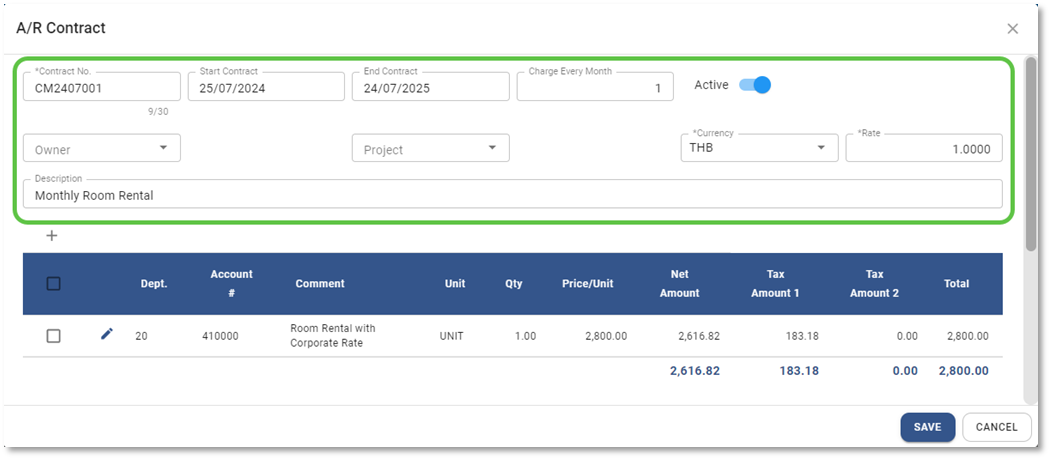 A/R Contract
*Contract No. Start Contract End Contract Charge Every Month
CM2407001 25/07/2024 24/07/2025 1 Active
9/30
*Currency *Rate
Owner Project THB 1.0000
Description
Monthly Room Rental
Dept. Account # Comment Unit Qty Price/Unit Net Amount Tax Amount 1 Tax Amount 2 Total
20 410000 Room Rental with Corporate Rate UNIT 1.00 2,800.00 2,616.82 183.18 0.00 2,800.00
2,616.82 183.18 0.00 2,800.00
SAVE CANCEL